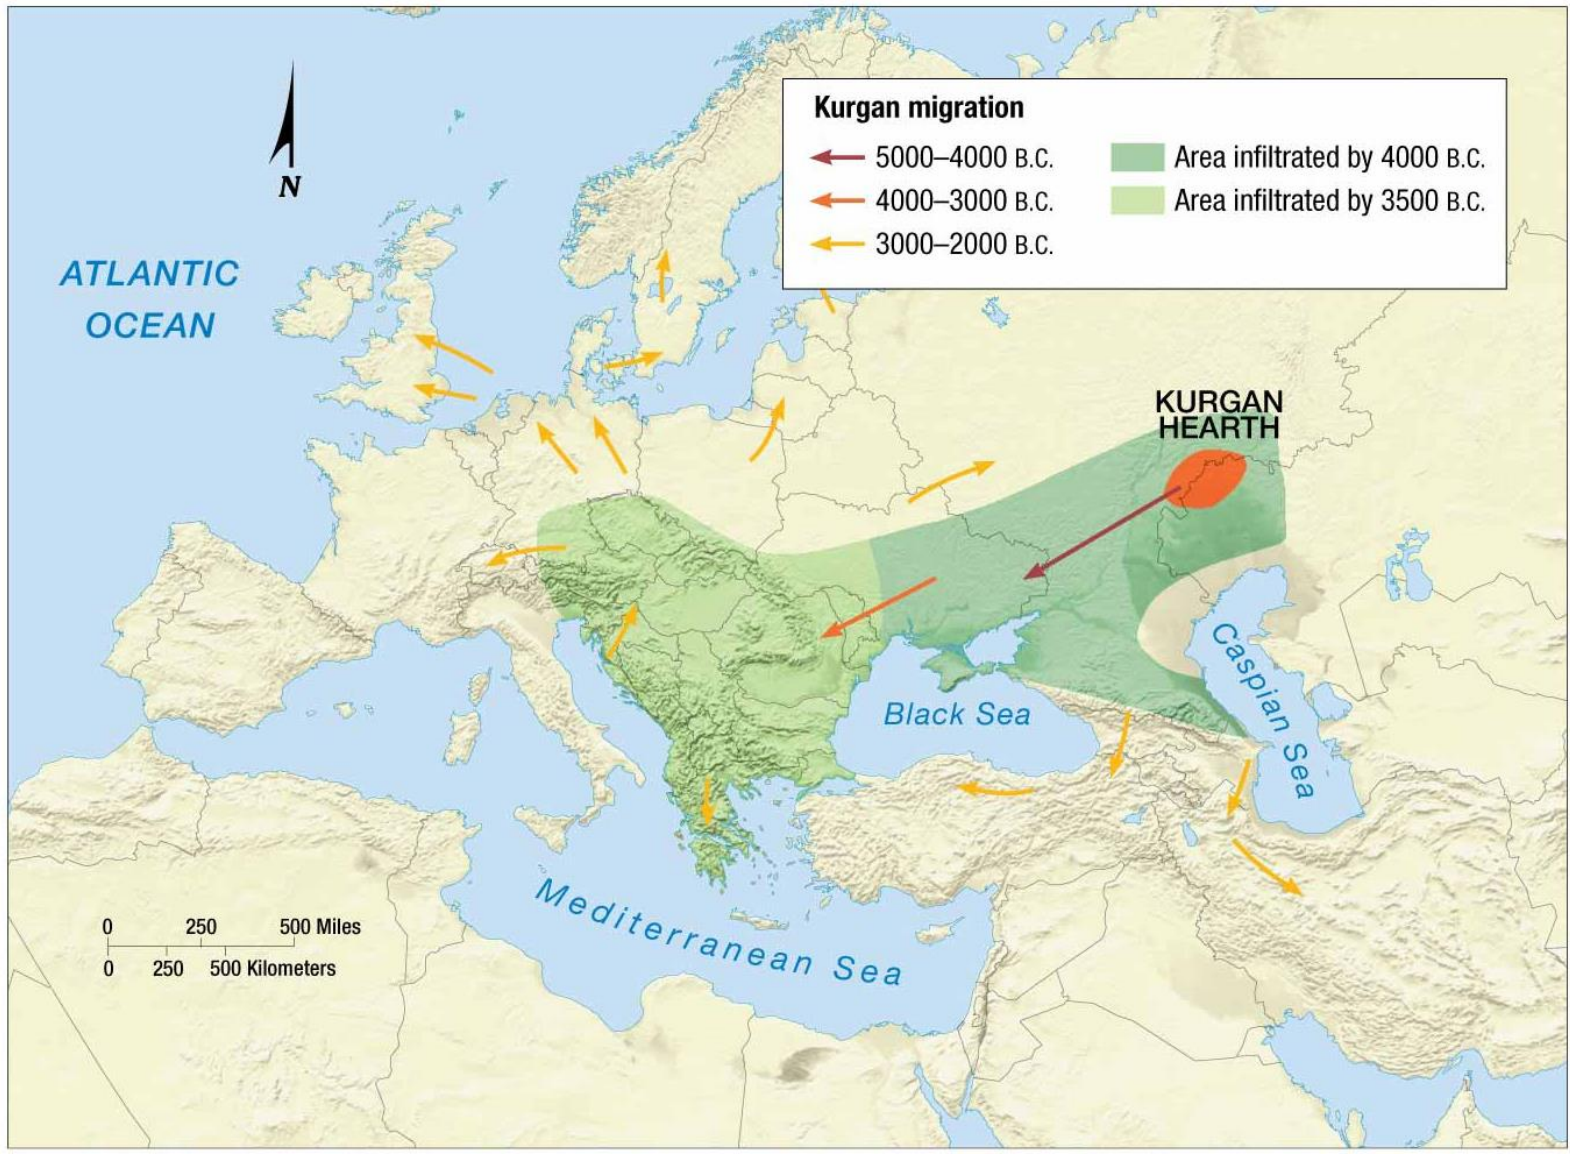 Kurgan migration
5000–4000 B.C.
4000–3000 B.C.
3000–2000 B.C.
Area infiltrated by 4000 B.C.
Area infiltrated by 3500 B.C.
N
ATLANTIC
OCEAN
KURGAN
HEARTH
Black Sea
Caspian Sea
Mediterranean Sea
0 250 500 Miles
0 250 500 Kilometers